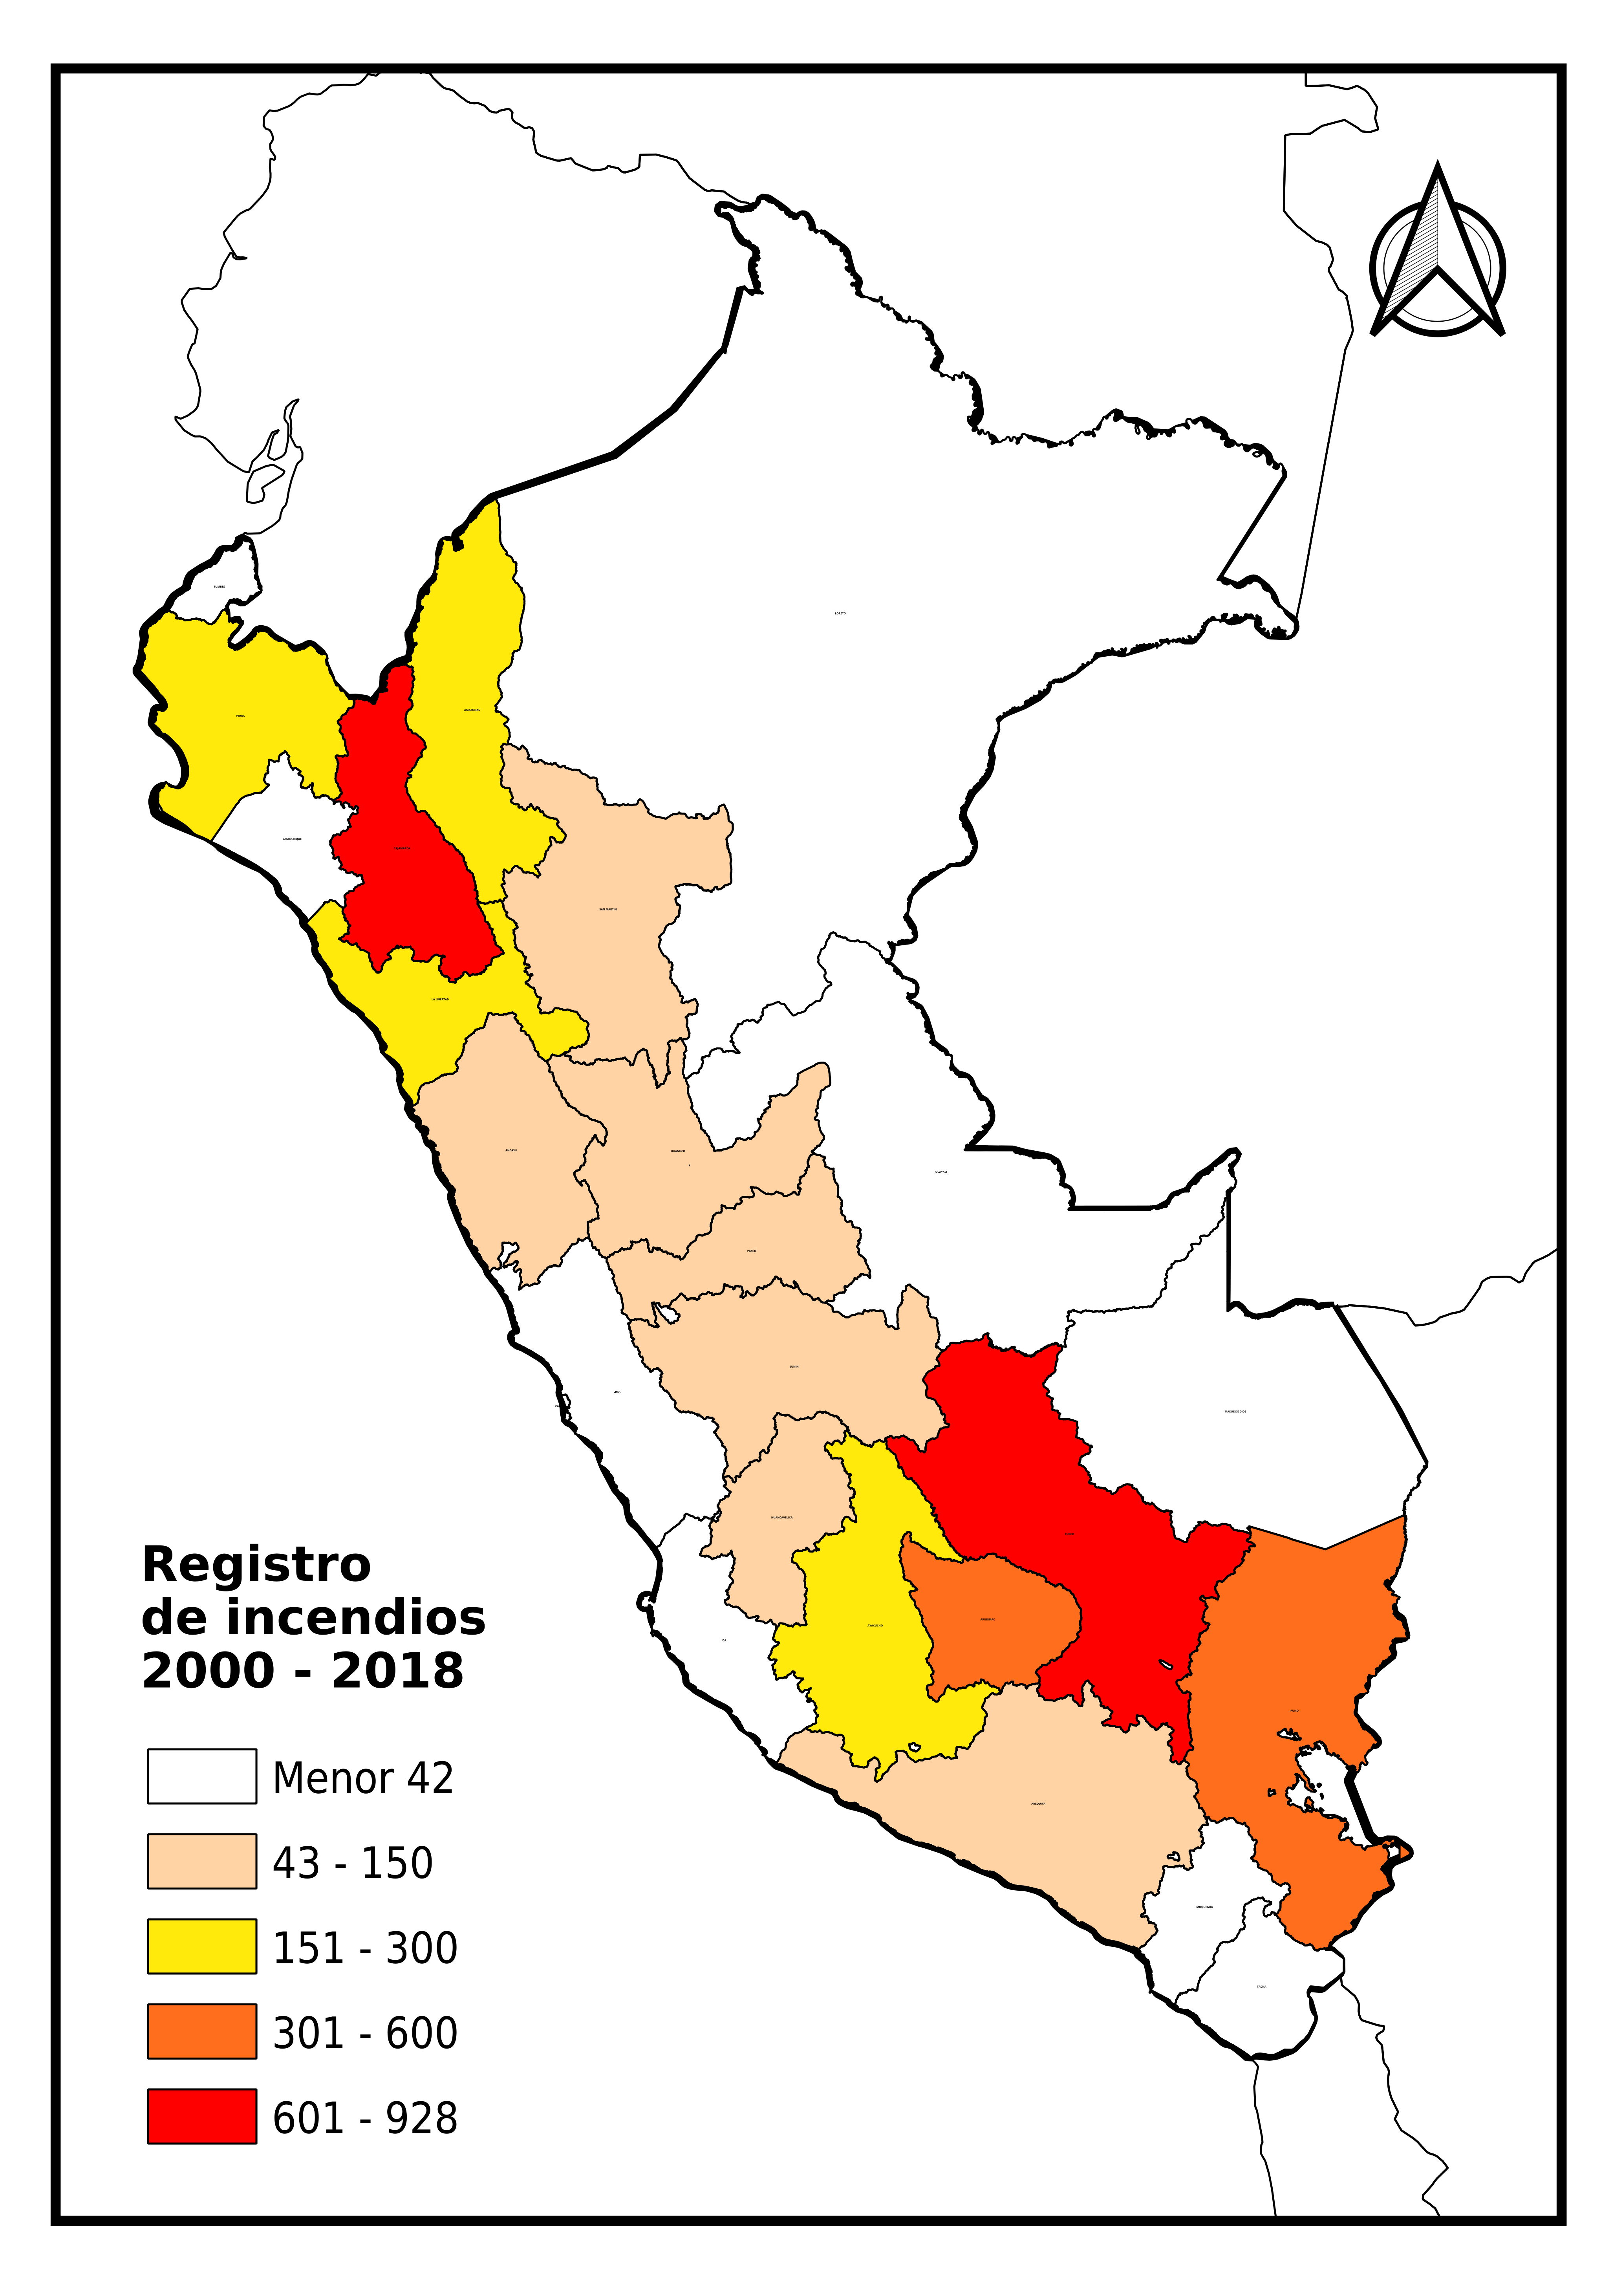 TUMBES
LORETO
PIURA
AMAZONAS
LAMBAYEQUE
CAJAMARCA
SAN MARTIN
LA LIBERTAD
ANCASH
HUANUCO
UCAYALI
PASCO
JUNIN
LIMA
MADRE DE DIOS
HUANCAVELICA
CUSCO
APURIMAC
AYACUCHO
ICA
PUNO
AREQUIPA
MOQUEGUA
TACNA
Registro
de incendios
2000 - 2018
Menor 42
43 - 150
151 - 300
301 - 600
601 - 928